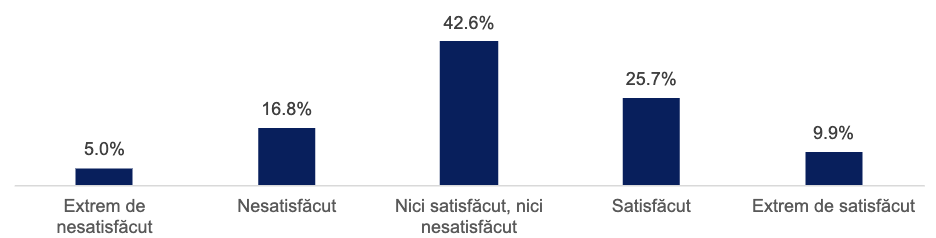 42.6%
25.7%
16.8%
9.9%
5.0%
Extrem de
nesatisfăcut
Nesatisfăcut
Nici satisfăcut, nici
nesatisfăcut
Satisfăcut
Extrem de satisfăcut